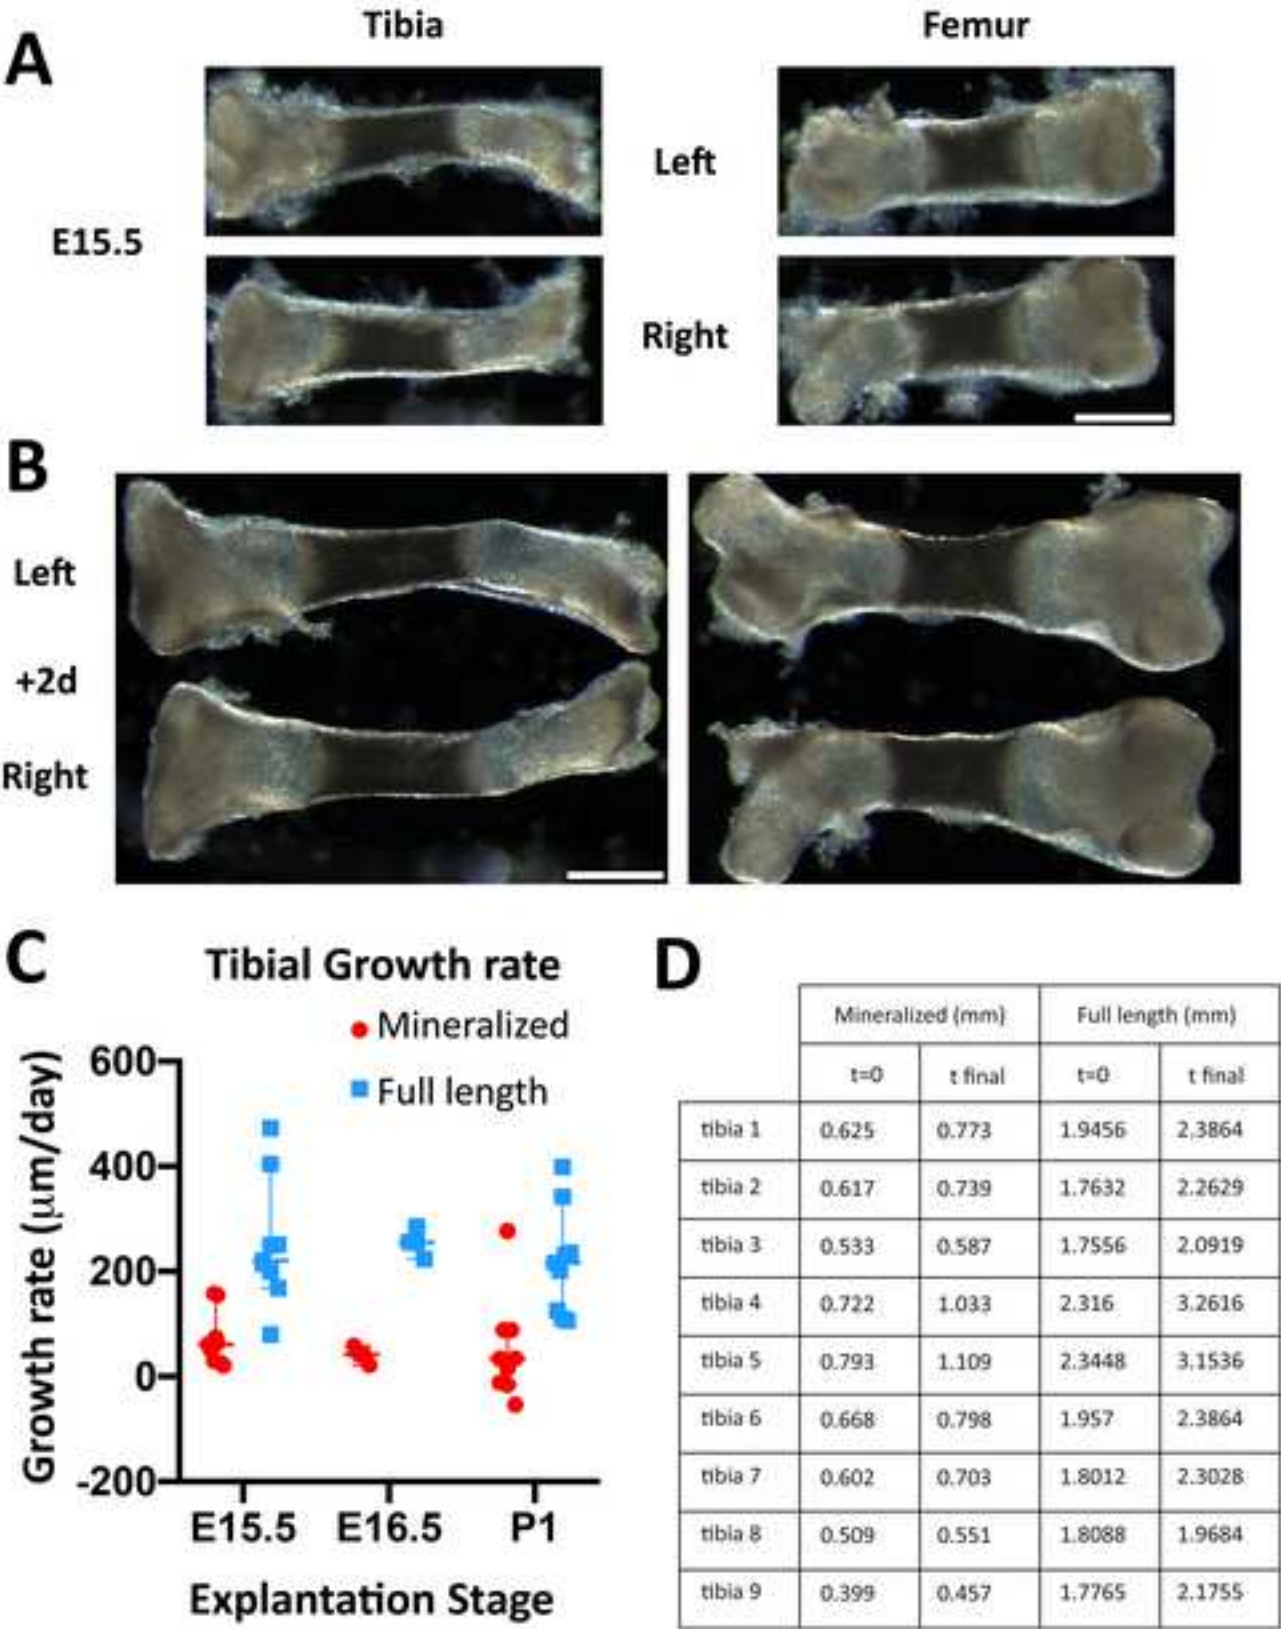 Tibia Femur
A
Left
E15.5
Right
B
Left
+2d
Right
C
Tibial Growth rate
Mineralized
Full length
Growth rate (μm/day)
600
400
200
0
-200
E15.5 E16.5 P1
Explantation Stage
D
Mineralized (mm) Full length (mm)
t=0 t final t=0 t final
tibia 1 0.625 0.773 1.9456 2.3864
tibia 2 0.617 0.739 1.7632 2.2629
tibia 3 0.533 0.587 1.7556 2.0919
tibia 4 0.722 1.033 2.316 3.2616
tibia 5 0.793 1.109 2.3448 3.1536
tibia 6 0.668 0.798 1.957 2.3864
tibia 7 0.602 0.703 1.8012 2.3028
tibia 8 0.509 0.551 1.8088 1.9684
tibia 9 0.399 0.457 1.7765 2.1755